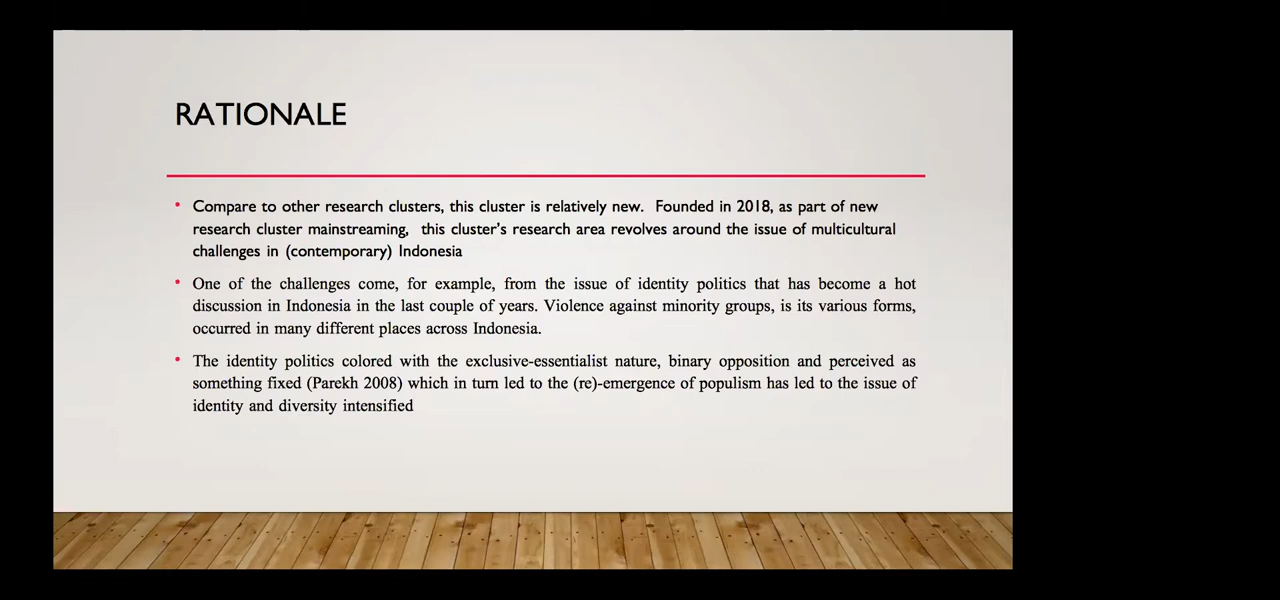 RATIONALE
• Compare to other research clusters, this cluster is relatively new.  Founded in 2018, as part of new
research cluster mainstreaming,  this cluster's research area revolves around the issue of multicultural
challenges in (contemporary) Indonesia
• One of the challenges come, for example, from the issue of identity politics that has become a hot
discussion in Indonesia in the last couple of years. Violence against minority groups, is its various forms,
occurred in many different places across Indonesia.
• The identity politics colored with the exclusive-essentialist nature, binary opposition and perceived as
something fixed (Parekh 2008) which in turn led to the (re)-emergence of populism has led to the issue of
identity and diversity intensified